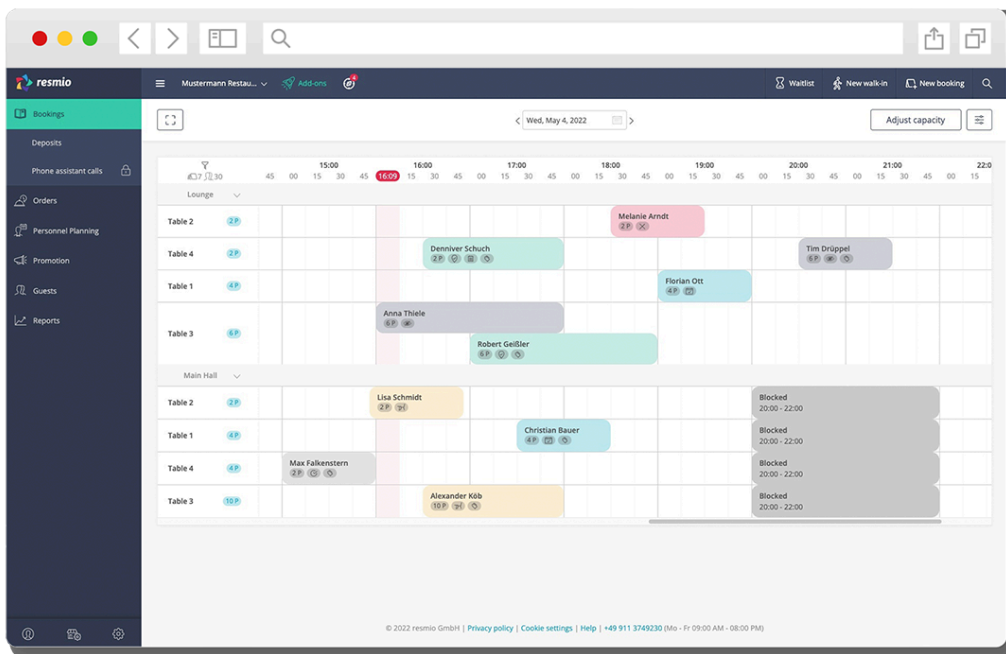 resmio
Mustermann Restau...
Add-ons
4
Waitlist
New walk-in
New booking
Bookings
Deposits
Phone assistant calls
Orders
Personnel Planning
Promotion
Guests
Reports
Wed, May 4, 2022
Adjust capacity
15:00 16:00 17:00 18:00 19:00 20:00 21:00 22:0
7 30 45 00 15 30 45 16:09 15 30 45 00 15 30 45 00 15 30 45 00 15 30 45 00 15 30 45 00 15 30 45 00 15
Lounge
Table 2 2 P
Melanie Arndt
2 P
Table 4 2 P
Denniver Schuch
2 P
Tim Drüppel
6 P
Table 1 4 P
Florian Ott
4 P
Table 3 6 P
Anna Thiele
6 P
Robert Geißler
6 P
Main Hall
Table 2 2 P
Lisa Schmidt
2 P
Blocked
20:00 - 22:00
Table 1 4 P
Christian Bauer
4 P
Blocked
20:00 - 22:00
Table 4 4 P
Max Falkenstern
2 P
Blocked
20:00 - 22:00
Table 3 10 P
Alexander Köb
10 P
Blocked
20:00 - 22:00
© 2022 resmio GmbH | Privacy policy | Cookie settings | Help | +49 911 3749230 (Mo - Fr 09:00 AM - 08:00 PM)